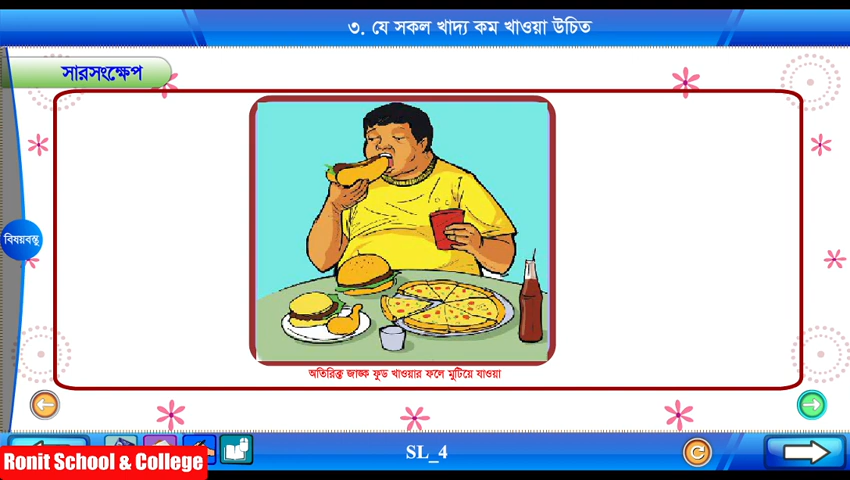 ৩. যে সকল খাদ্য কম খাওয়া উচিত
সারসংক্ষেপ
বিষয়বস্তু
অতিরিক্ত জাঙ্ক ফুড খাওয়ার ফলে মুটিয়ে যাওয়া
SL_4
Ronit School & College